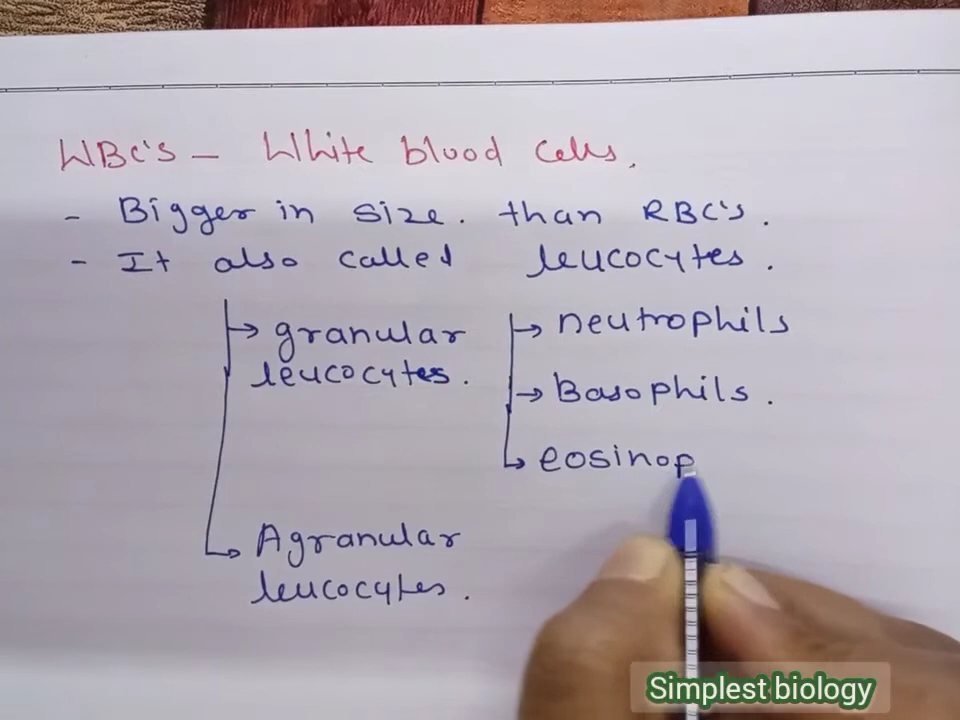 WBC's - White blood cells.
- Bigger in size. than RBC's.
- It also called leucocytes.
→ granular leucocytes.
→ neutrophils
→ Basophils.
→ eosinop
→ Agranular leucocytes.
Simplest biology